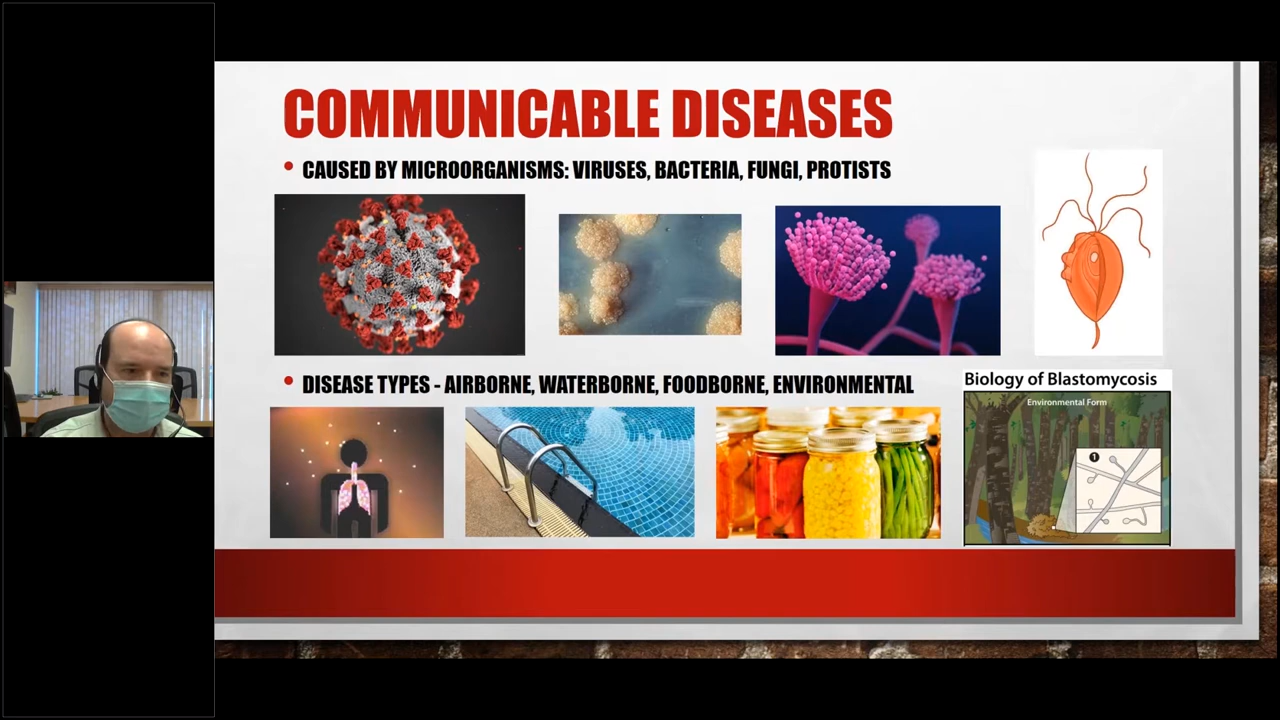 COMMUNICABLE DISEASES
• CAUSED BY MICROORGANISMS: VIRUSES, BACTERIA, FUNGI, PROTISTS
• DISEASE TYPES - AIRBORNE, WATERBORNE, FOODBORNE, ENVIRONMENTAL
Biology of Blastomycosis
Environmental Form
1